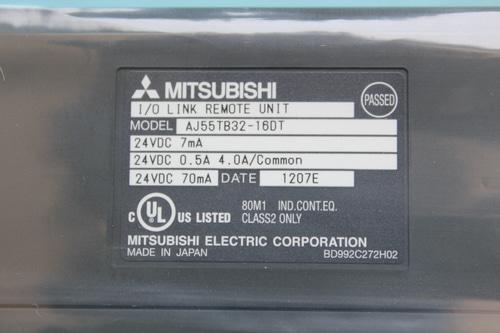 MITSUBISHI
PASSED
I/O LINK REMOTE UNIT
MODEL AJ55TB32-16DT
24VDC 7mA
24VDC 0.5A 4.0A/Common
24VDC 70mA DATE 1207E
C UL US LISTED 80M1 IND.CONT.EQ.
CLASS2 ONLY
MITSUBISHI ELECTRIC CORPORATION
MADE IN JAPAN BD992C272H02